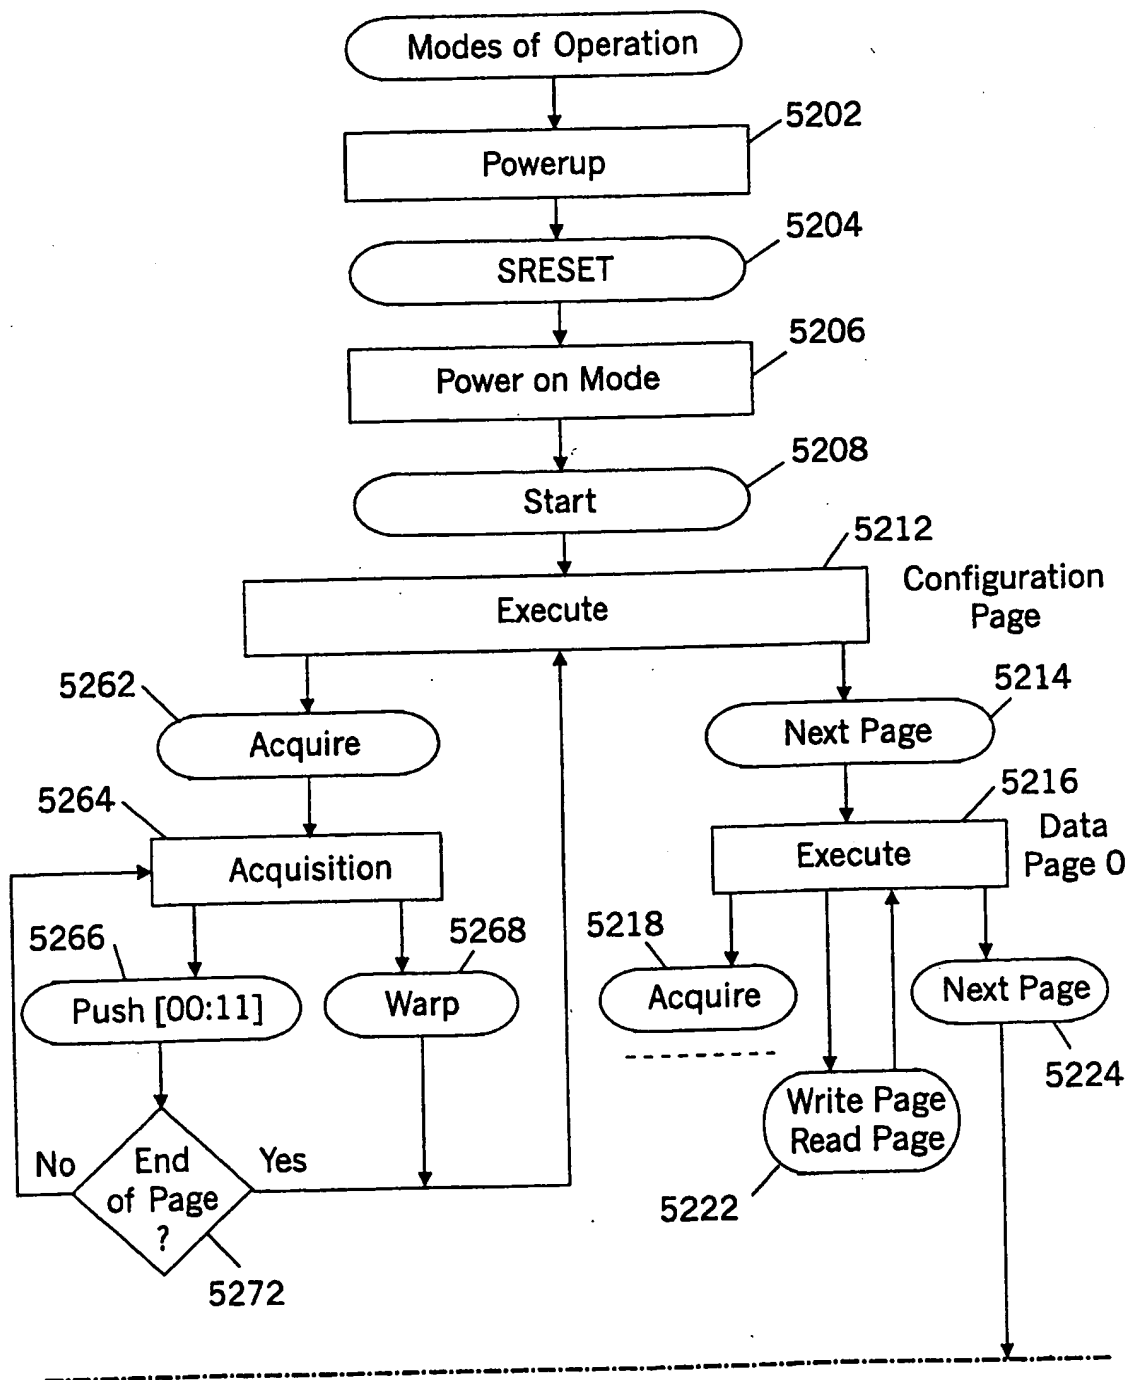 Modes of Operation
5202
Powerup
5204
SRESET
5206
Power on Mode
5208
Start
5212
Execute
Configuration
Page
5262
Acquire
5214
Next Page
5264
Acquisition
5216
Execute
Data
Page 0
5266
Push [00:11]
5268
Warp
5218
Acquire
Next Page
5224
Write Page
Read Page
5222
No
End
of Page
?
Yes
5272